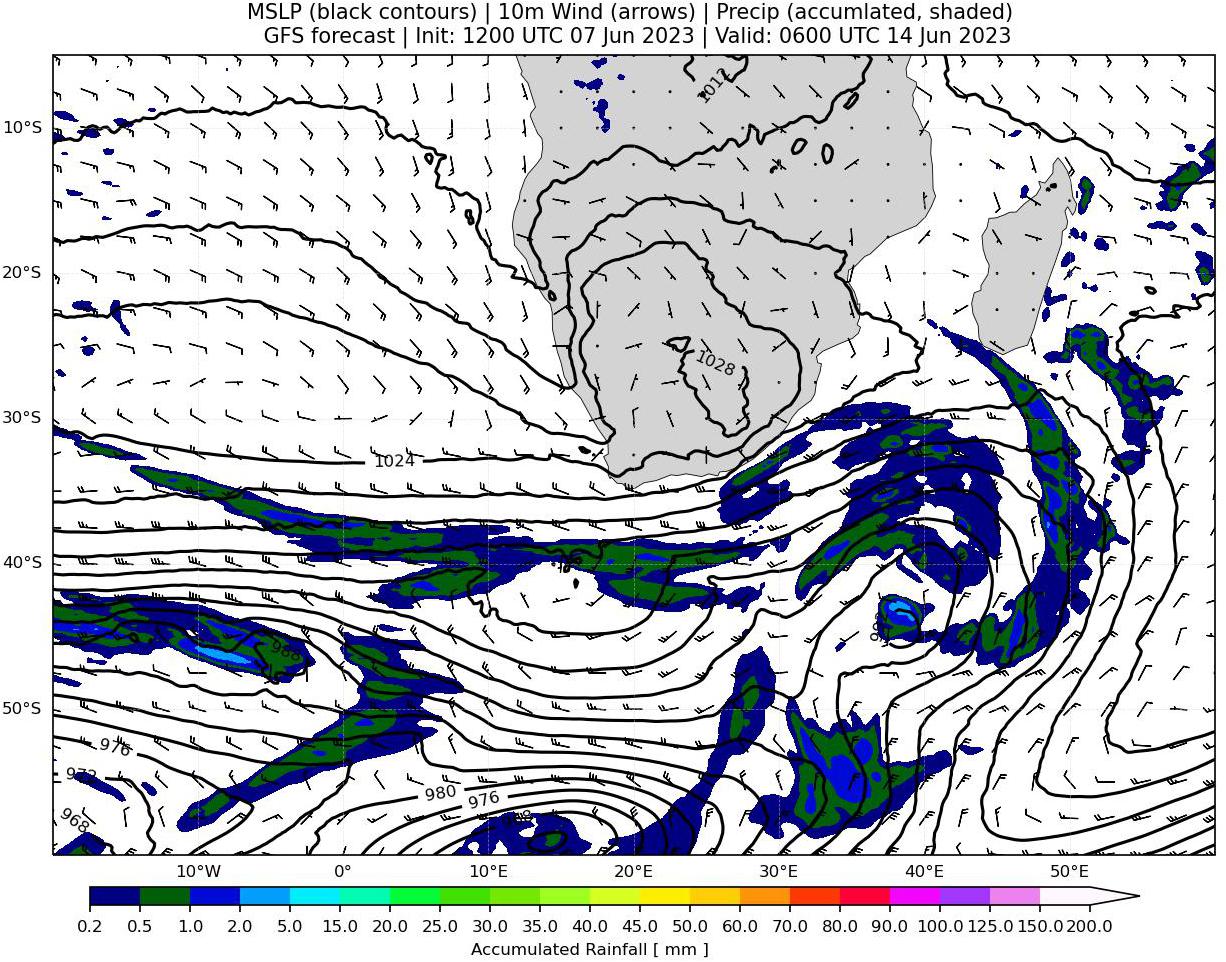 MSLP (black contours) | 10m Wind (arrows) | Precip (accumlated, shaded)
GFS forecast | Init: 1200 UTC 07 Jun 2023 | Valid: 0600 UTC 14 Jun 2023
1012
10°S
20°S
1028
30°S
1024
40°S
988
50°S
976
972
980
976
968
968
10°W
0°
10°E
20°E
30°E
40°E
50°E
0.2 0.5 1.0 2.0 5.0 10.0 15.0 20.0 25.0 30.0 35.0 40.0 45.0 50.0 60.0 70.0 80.0 90.0 100.0 125.0 150.0 200.0
Accumulated Rainfall [ mm ]